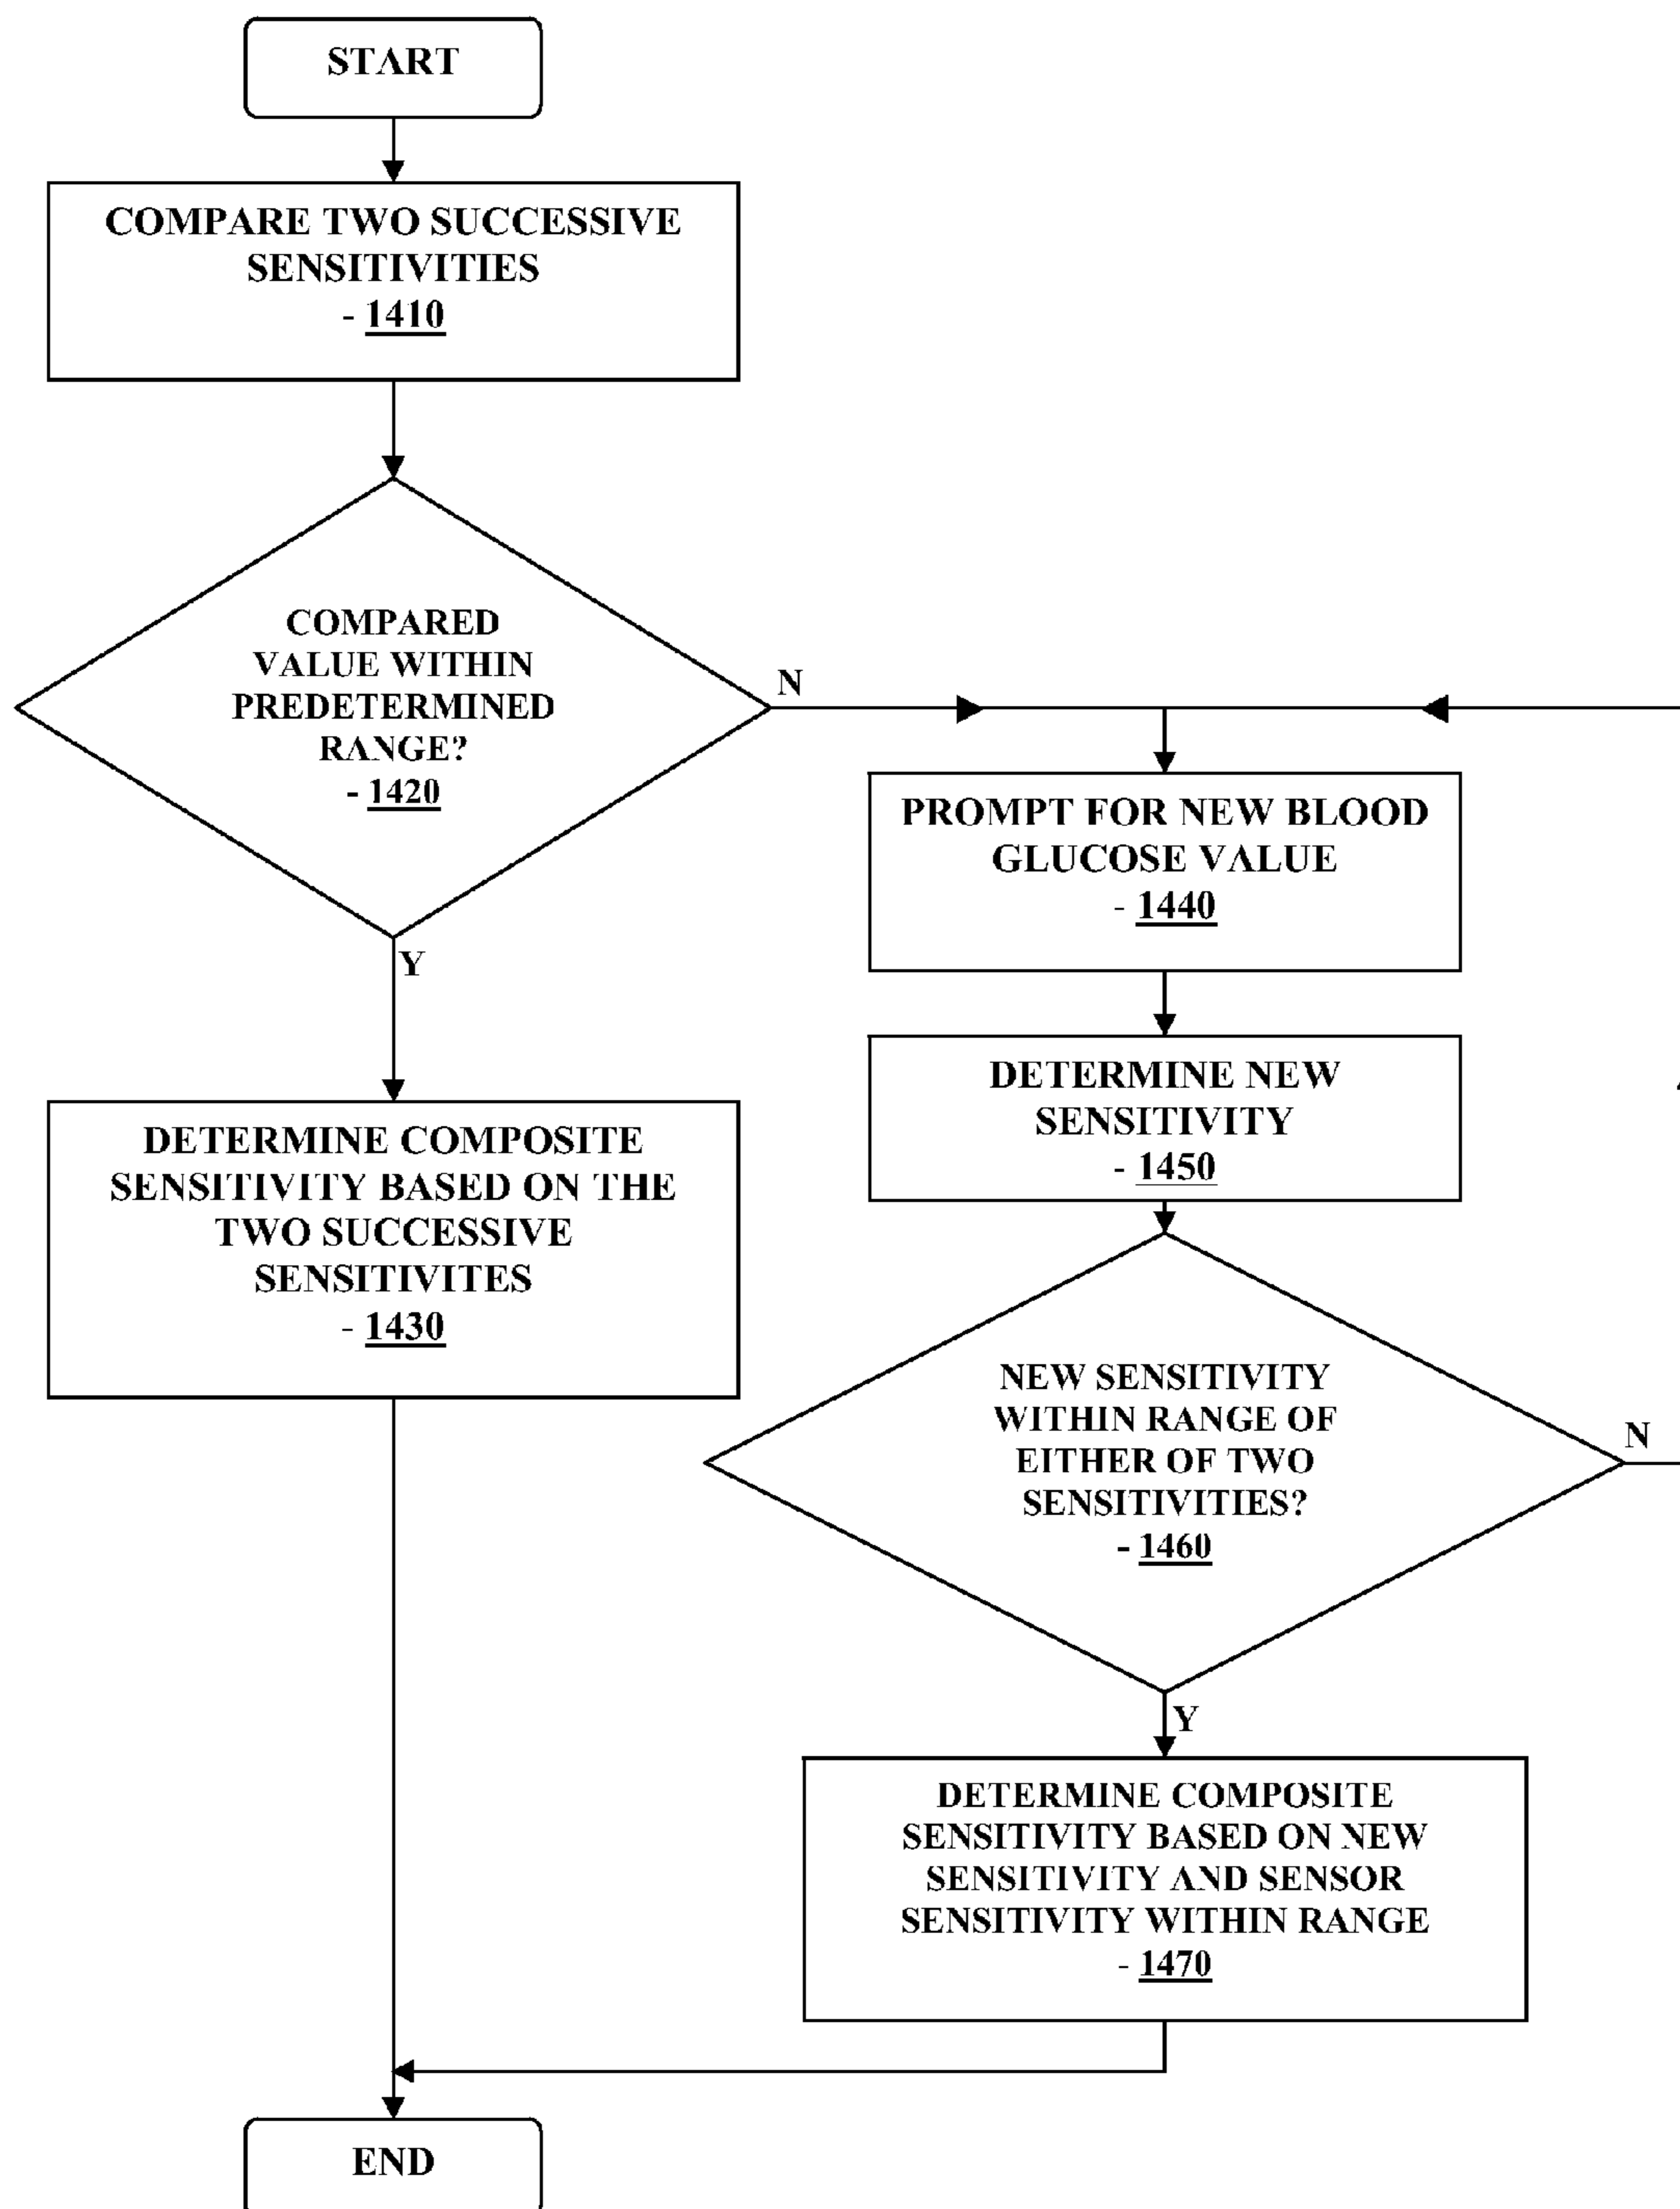 START
COMPARE TWO SUCCESSIVE
SENSITIVITIES
- 1410
COMPARED
VALUE WITHIN
PREDETERMINED
RANGE?
- 1420
N
Y
PROMPT FOR NEW BLOOD
GLUCOSE VALUE
- 1440
DETERMINE NEW
SENSITIVITY
- 1450
DETERMINE COMPOSITE
SENSITIVITY BASED ON THE
TWO SUCCESSIVE
SENSITIVITES
- 1430
NEW SENSITIVITY
WITHIN RANGE OF
EITHER OF TWO
SENSITIVITIES?
- 1460
N
Y
DETERMINE COMPOSITE
SENSITIVITY BASED ON NEW
SENSITIVITY AND SENSOR
SENSITIVITY WITHIN RANGE
- 1470
END